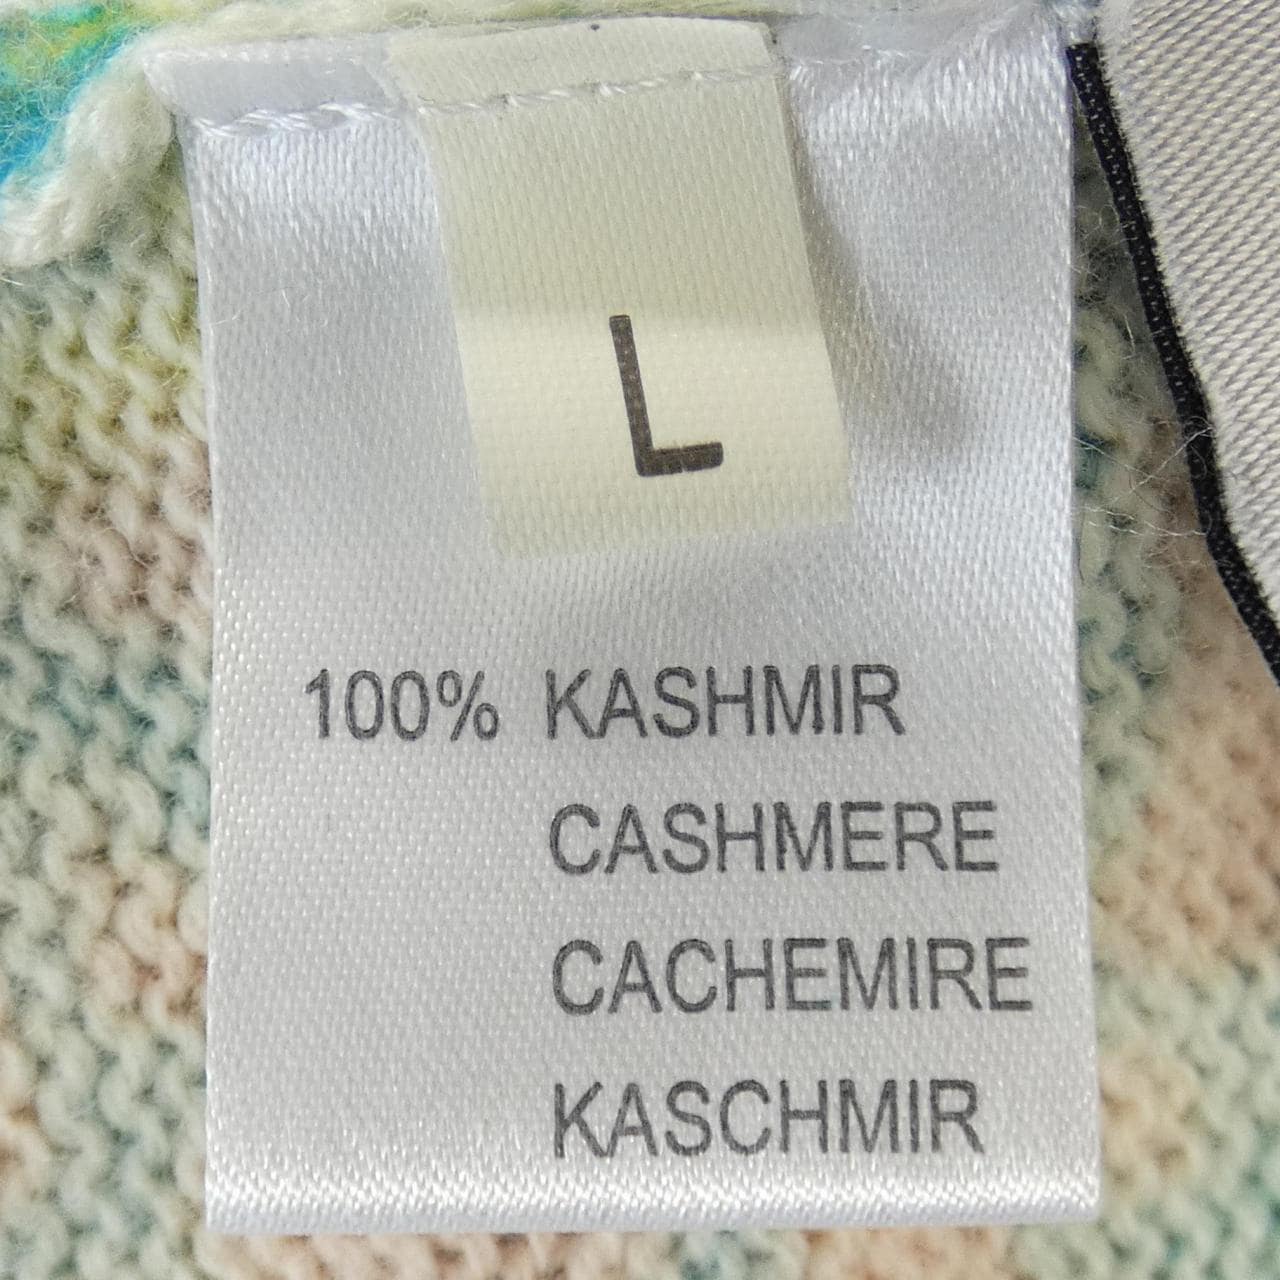 L
100% KASHMIR
CASHMERE
CACHEMIRE
KASCHMIR